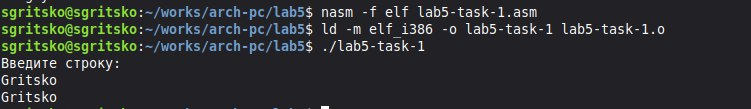 sgritsko@sgritsko:~/works/arch-pc/lab5$ nasm -f elf lab5-task-1.asm
sgritsko@sgritsko:~/works/arch-pc/lab5$ ld -m elf_i386 -o lab5-task-1 lab5-task-1.o
sgritsko@sgritsko:~/works/arch-pc/lab5$ ./lab5-task-1
Введите строку:
Gritsko
Gritsko
sgritsko@sgritsko:~/works/arch-pc/lab5$